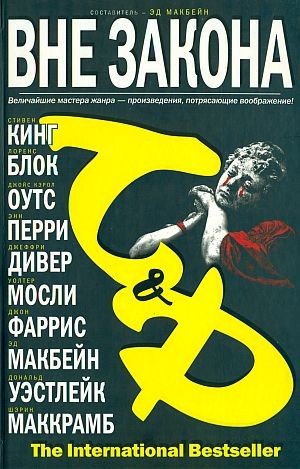 СОСТАВИТЕЛЬ – ЭД МАКБЕЙН
ВНЕ ЗАКОНА
Величайшие мастера жанра — произведения, потрясающие воображение!
СТИВЕН
КИНГ
ЛОРЕНС
БЛОК
ДЖОЙС КЭРОЛ
ОУТС
ЭНН
ПЕРРИ
ДЖЕФФРИ
ДИВЕР
УОЛТЕР
МОСЛИ
ДЖОН
ФАРРИС
ЭД
МАКБЕЙН
ДОНАЛЬД
УЭСТЛЕЙК
ШЭРИН
МАККРАМБ
&
The International Bestseller